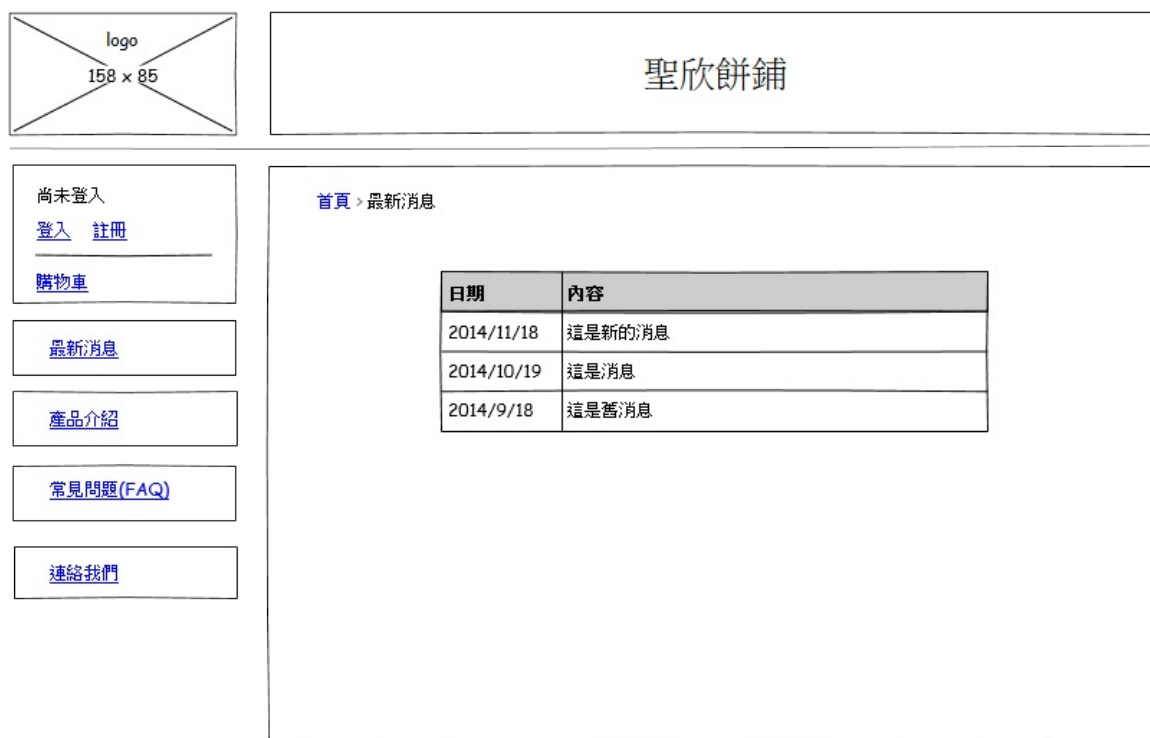 logo
158 x 85
聖欣餅鋪
尚未登入
登入 註冊
購物車
最新消息
產品介紹
常見問題(FAQ)
連絡我們
首頁 > 最新消息
日期 內容
2014/11/18 這是新的消息
2014/10/19 這是消息
2014/9/18 這是舊消息